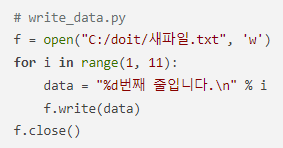 # write_data.py
f = open("C:/doit/새파일.txt", 'w')
for i in range(1, 11):
    data = "%d번째 줄입니다.\n" % i
    f.write(data)
f.close()